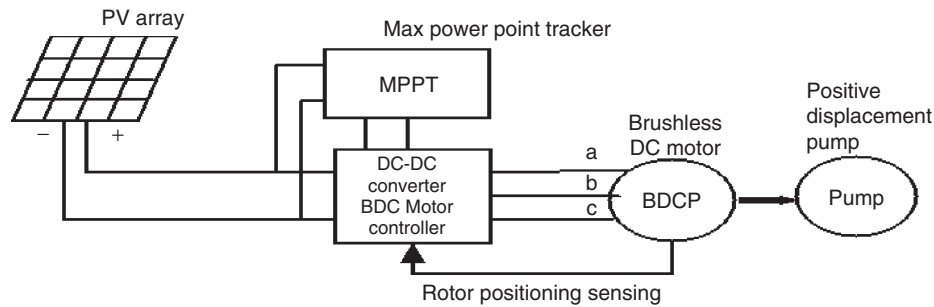 PV array
Max power point tracker
MPPT
− +
DC-DC
converter
BDC Motor
controller
a
b
c
Brushless
DC motor
BDCP
Positive
displacement
pump
Pump
Rotor positioning sensing